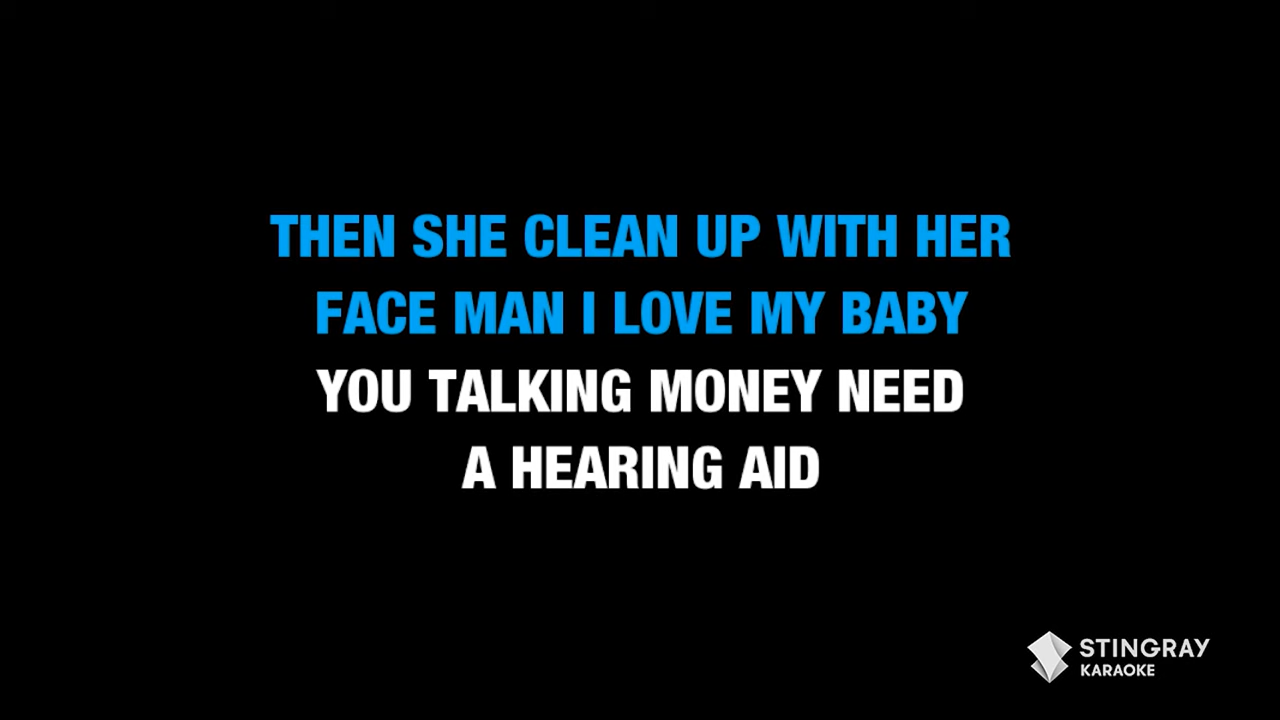 THEN SHE CLEAN UP WITH HER
FACE MAN I LOVE MY BABY
YOU TALKING MONEY NEED
A HEARING AID
STINGRAY
KARAOKE